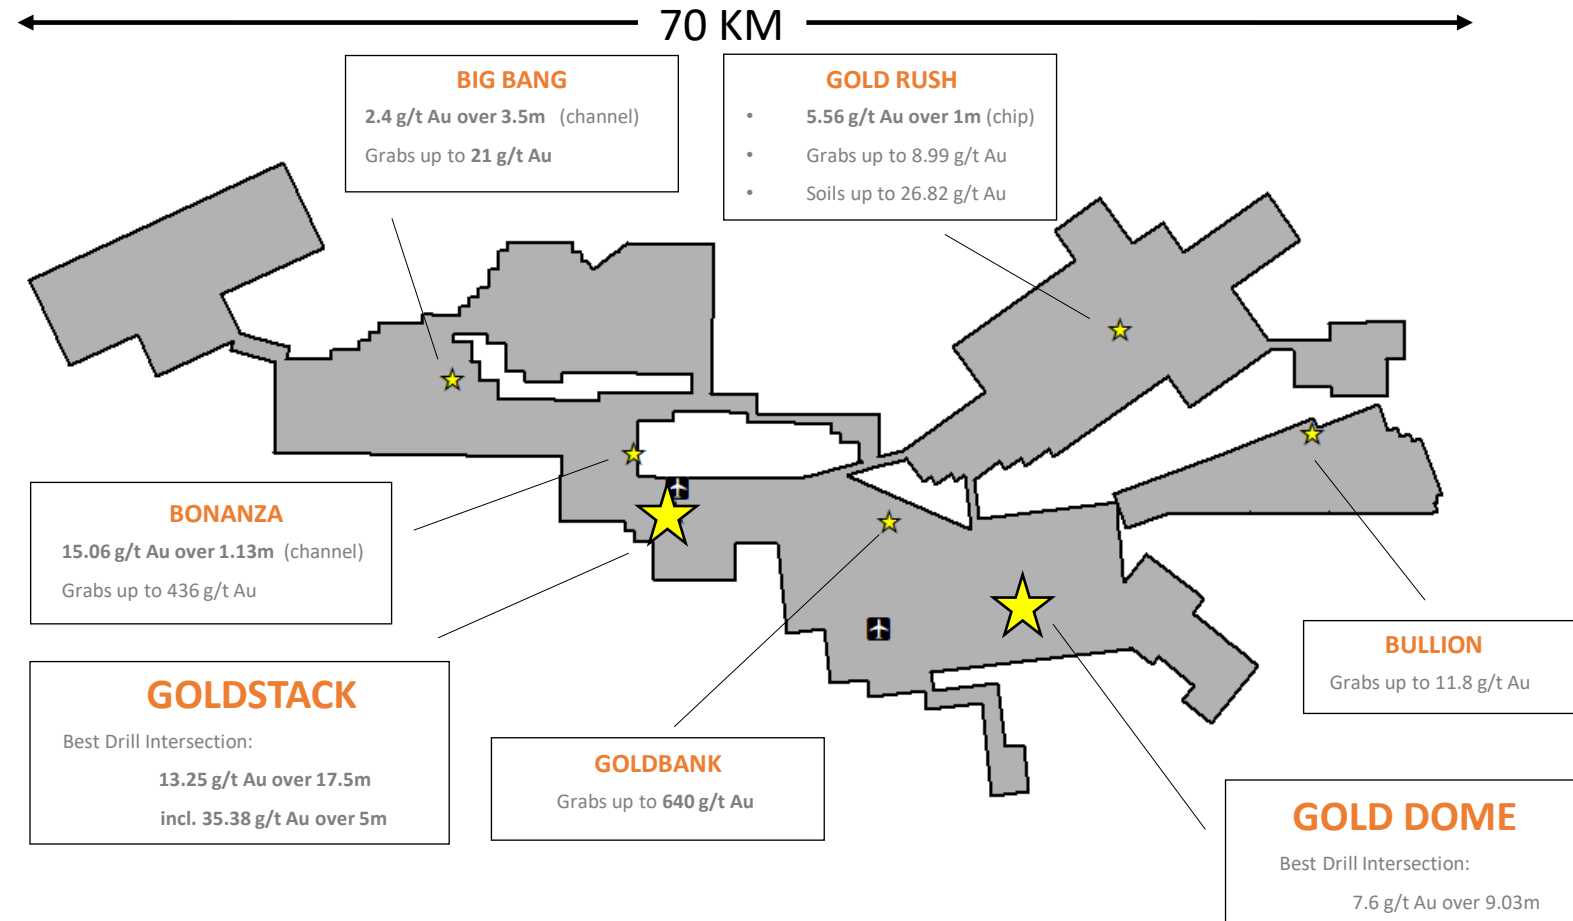 70 KM
BIG BANG
2.4 g/t Au over 3.5m (channel)
Grabs up to 21 g/t Au
GOLD RUSH
• 5.56 g/t Au over 1m (chip)
• Grabs up to 8.99 g/t Au
• Soils up to 26.82 g/t Au
BONANZA
15.06 g/t Au over 1.13m (channel)
Grabs up to 436 g/t Au
GOLDSTACK
Best Drill Intersection:
13.25 g/t Au over 17.5m
incl. 35.38 g/t Au over 5m
GOLDBANK
Grabs up to 640 g/t Au
BULLION
Grabs up to 11.8 g/t Au
GOLD DOME
Best Drill Intersection:
7.6 g/t Au over 9.03m